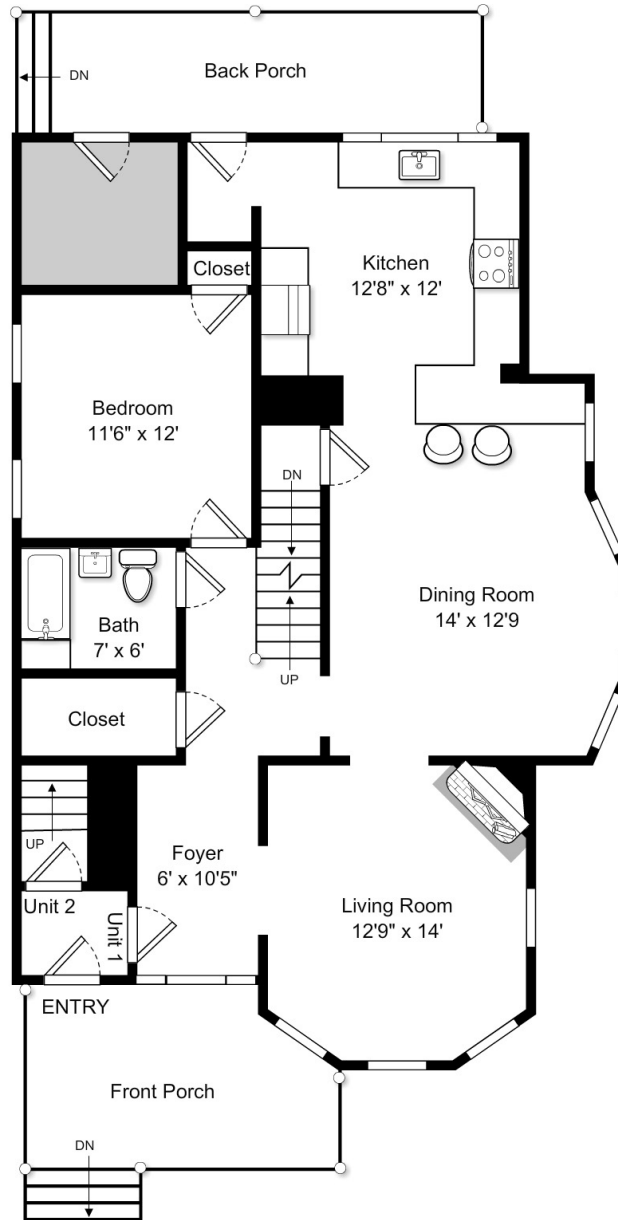 DN
Back Porch
Closet
Kitchen
12'8" x 12'
Bedroom
11'6" x 12'
DN
Dining Room
14' x 12'9
Bath
7' x 6'
UP
Closet
UP
Foyer
6' x 10'5"
Unit 2
Unit 1
Living Room
12'9" x 14'
ENTRY
Front Porch
DN